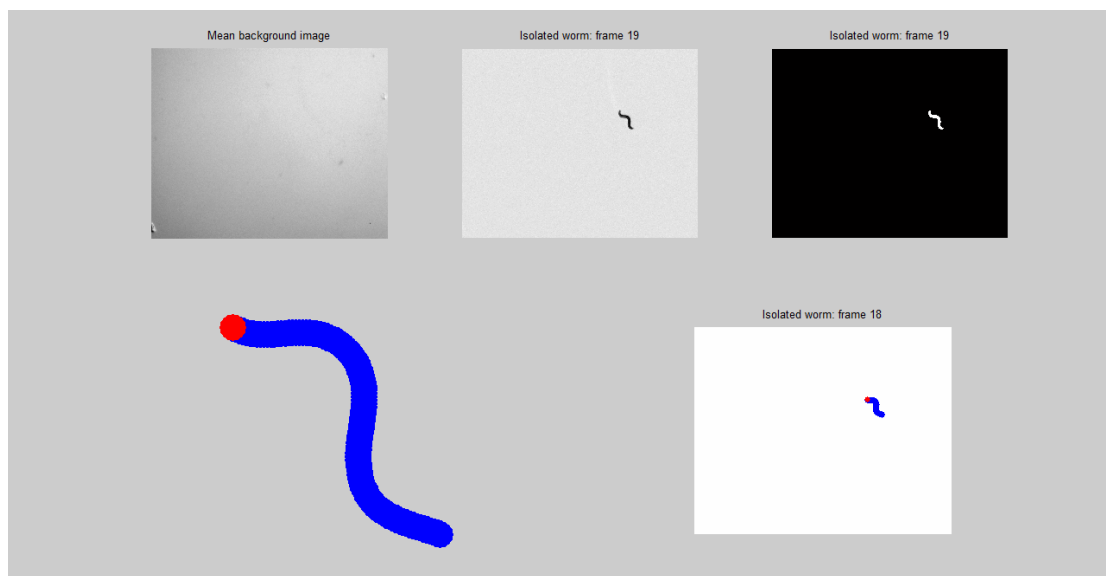 Mean background image
Isolated worm: frame 19
Isolated worm: frame 19
Isolated worm: frame 18